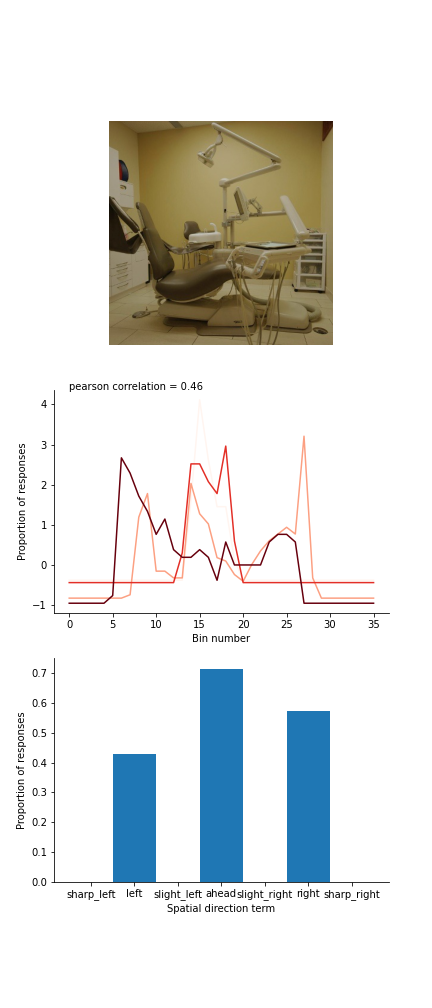 pearson correlation = 0.46
Proportion of responses
4
3
2
1
0
−1
0 5 10 15 20 25 30 35
Bin number
Proportion of responses
0.7
0.6
0.5
0.4
0.3
0.2
0.1
0.0
sharp_left left slight_left ahead slight_right right sharp_right
Spatial direction term